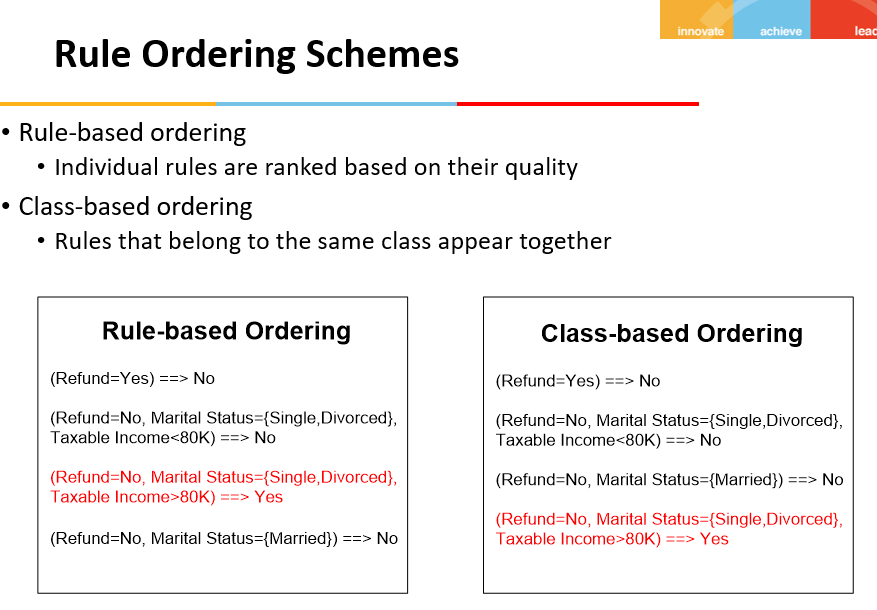 innovate achieve lead
Rule Ordering Schemes
• Rule-based ordering
• Individual rules are ranked based on their quality
• Class-based ordering
• Rules that belong to the same class appear together
Rule-based Ordering
(Refund=Yes) ==> No
(Refund=No, Marital Status={Single,Divorced},
Taxable Income<80K) ==> No
(Refund=No, Marital Status={Single,Divorced},
Taxable Income>80K) ==> Yes
(Refund=No, Marital Status={Married}) ==> No
Class-based Ordering
(Refund=Yes) ==> No
(Refund=No, Marital Status={Single,Divorced},
Taxable Income<80K) ==> No
(Refund=No, Marital Status={Married}) ==> No
(Refund=No, Marital Status={Single,Divorced},
Taxable Income>80K) ==> Yes